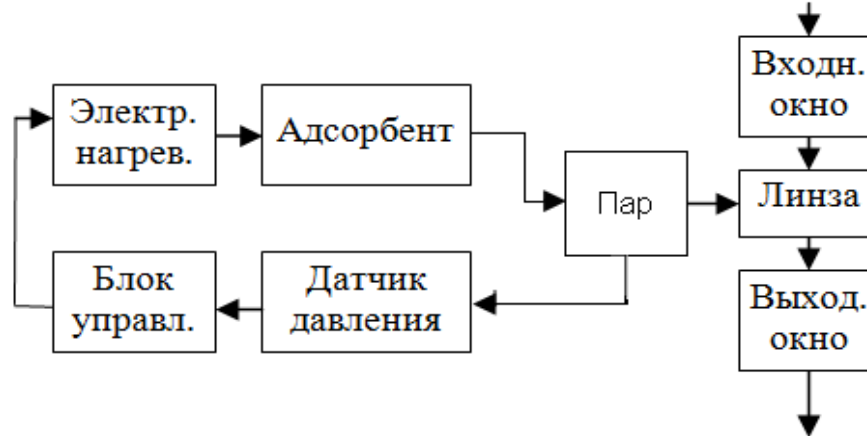 Входн.
окно
Электр.
нагрев.
Адсорбент
Пар
Линза
Блок
управл.
Датчик
давления
Выход.
окно